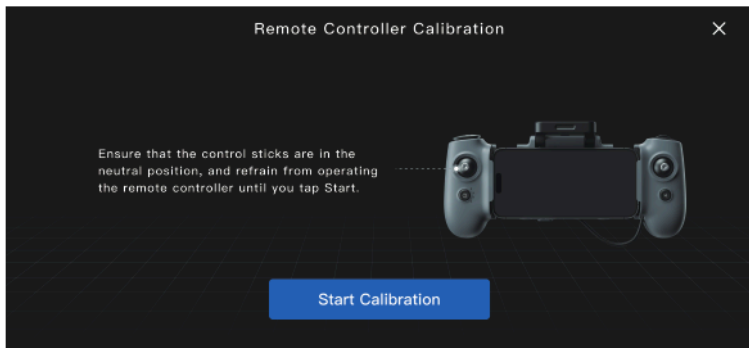 Remote Controller Calibration
Ensure that the control sticks are in the
neutral position, and refrain from operating
the remote controller until you tap Start.
Start Calibration